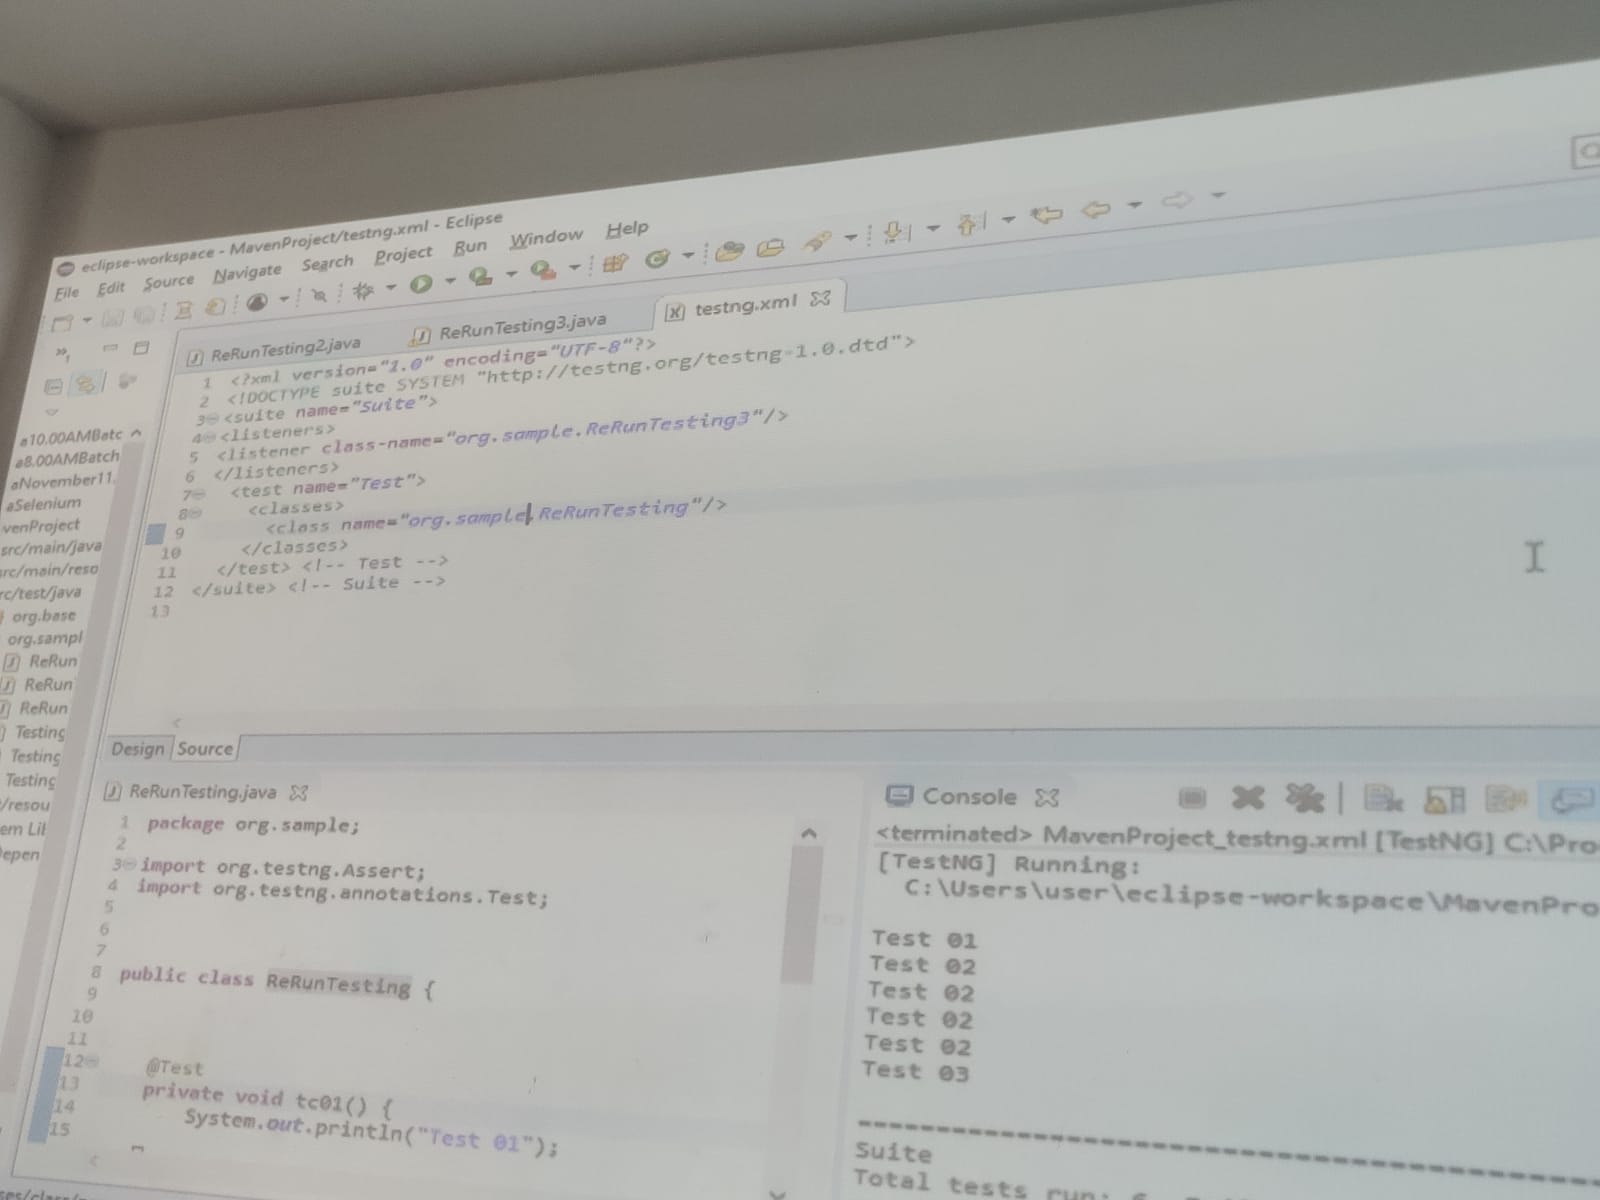 eclipse-workspace - MavenProject/testng.xml - Eclipse
File Edit Source Navigate Search Project Run Window Help
ReRunTesting2.java ReRunTesting3.java testng.xml
1 <?xml version="1.0" encoding="UTF-8"?>
2 <!DOCTYPE suite SYSTEM "http://testng.org/testng-1.0.dtd">
3 <suite name="Suite">
4 <listeners>
5 <listener class-name="org.sample.ReRunTesting3"/>
6 </listeners>
7 <test name="Test">
8 <classes>
9 <class name="org.sample.ReRunTesting"/>
10 </classes>
11 </test> <!-- Test -->
12 </suite> <!-- Suite -->
13
a10.00AMBatc
a8.00AMBatch
aNovember11.
aSelenium
venProject
src/main/java
rc/main/reso
rc/test/java
org.base
org.sampl
ReRun
ReRun
ReRun
Testing
Testing
Testing
/resou
em Lib
epen
Design Source
ReRunTesting.java
1 package org.sample;
2
3 import org.testng.Assert;
4 import org.testng.annotations.Test;
5
6
7
8 public class ReRunTesting {
9
10
11
12 @Test
13 private void tc01() {
14 System.out.println("Test 01");
15
Console
<terminated> MavenProject_testng.xml [TestNG] C:\Pro
[TestNG] Running:
C:\Users\user\eclipse-workspace\MavenPro
Test 01
Test 02
Test 02
Test 02
Test 02
Test 03
Suite
Total tests run: